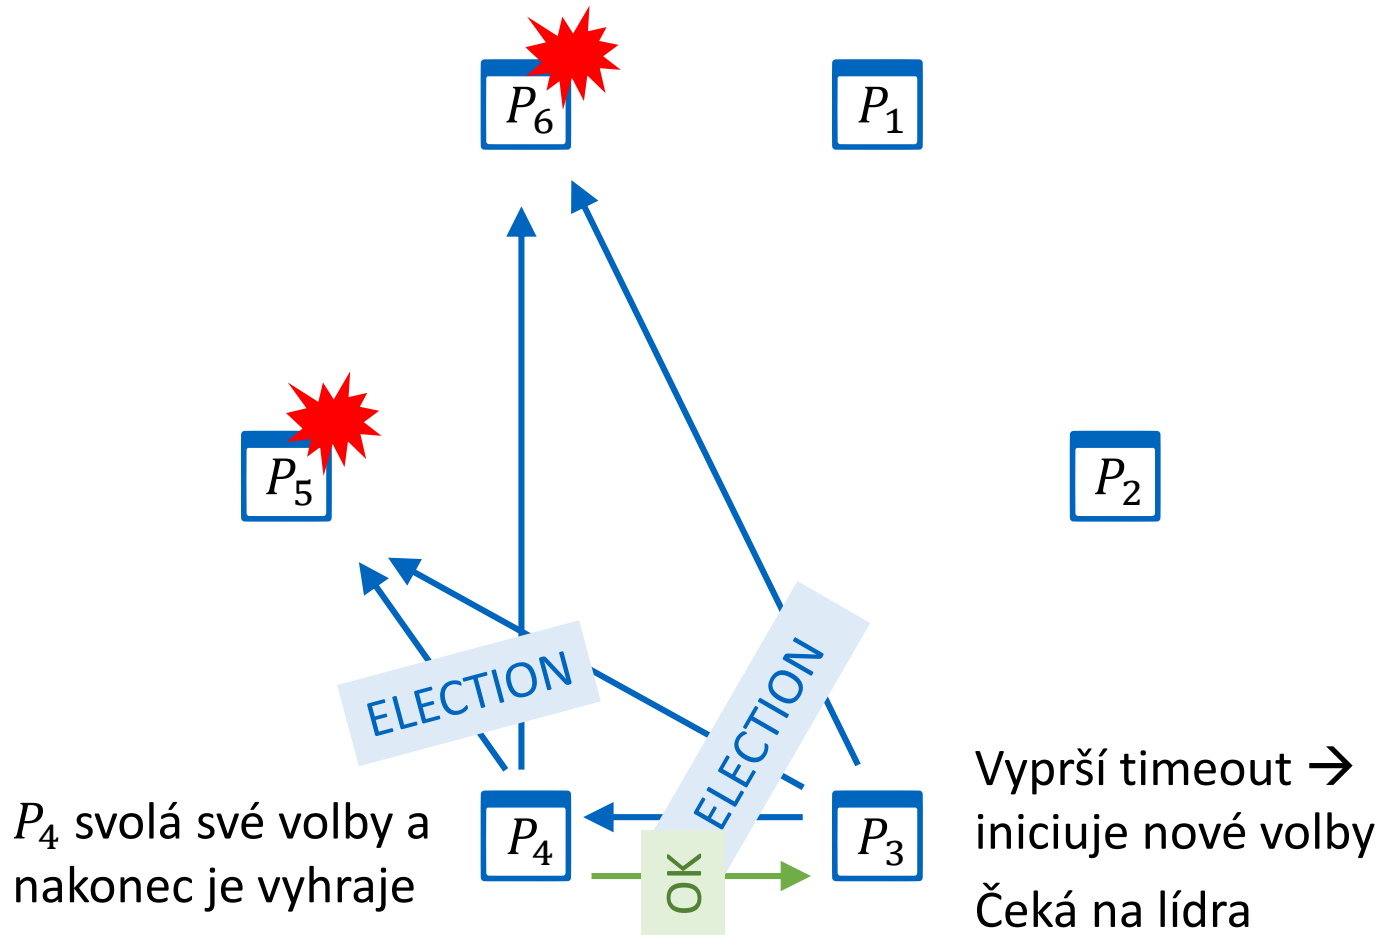 P₆
P₁
P₅
P₂
ELECTION
ELECTION
P₄
OK
P₃
P₄ svolá své volby a
nakonec je vyhraje
Vyprší timeout →
iniciuje nové volby
Čeká na lídra